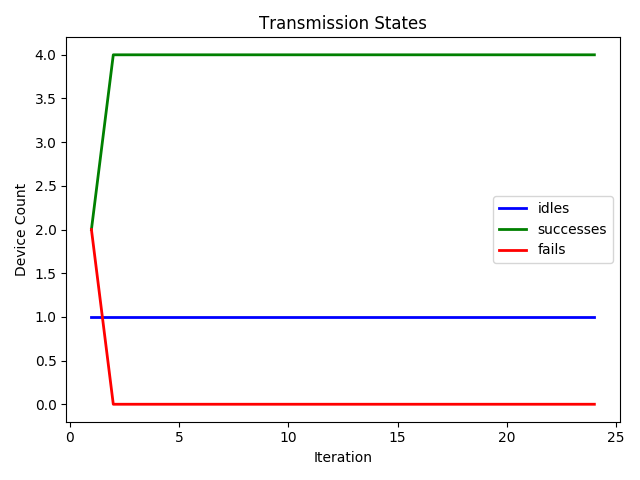 Transmission States
Device Count
4.0
3.5
3.0
2.5
2.0
1.5
1.0
0.5
0.0
idles
successes
fails
0 5 10 15 20 25
Iteration